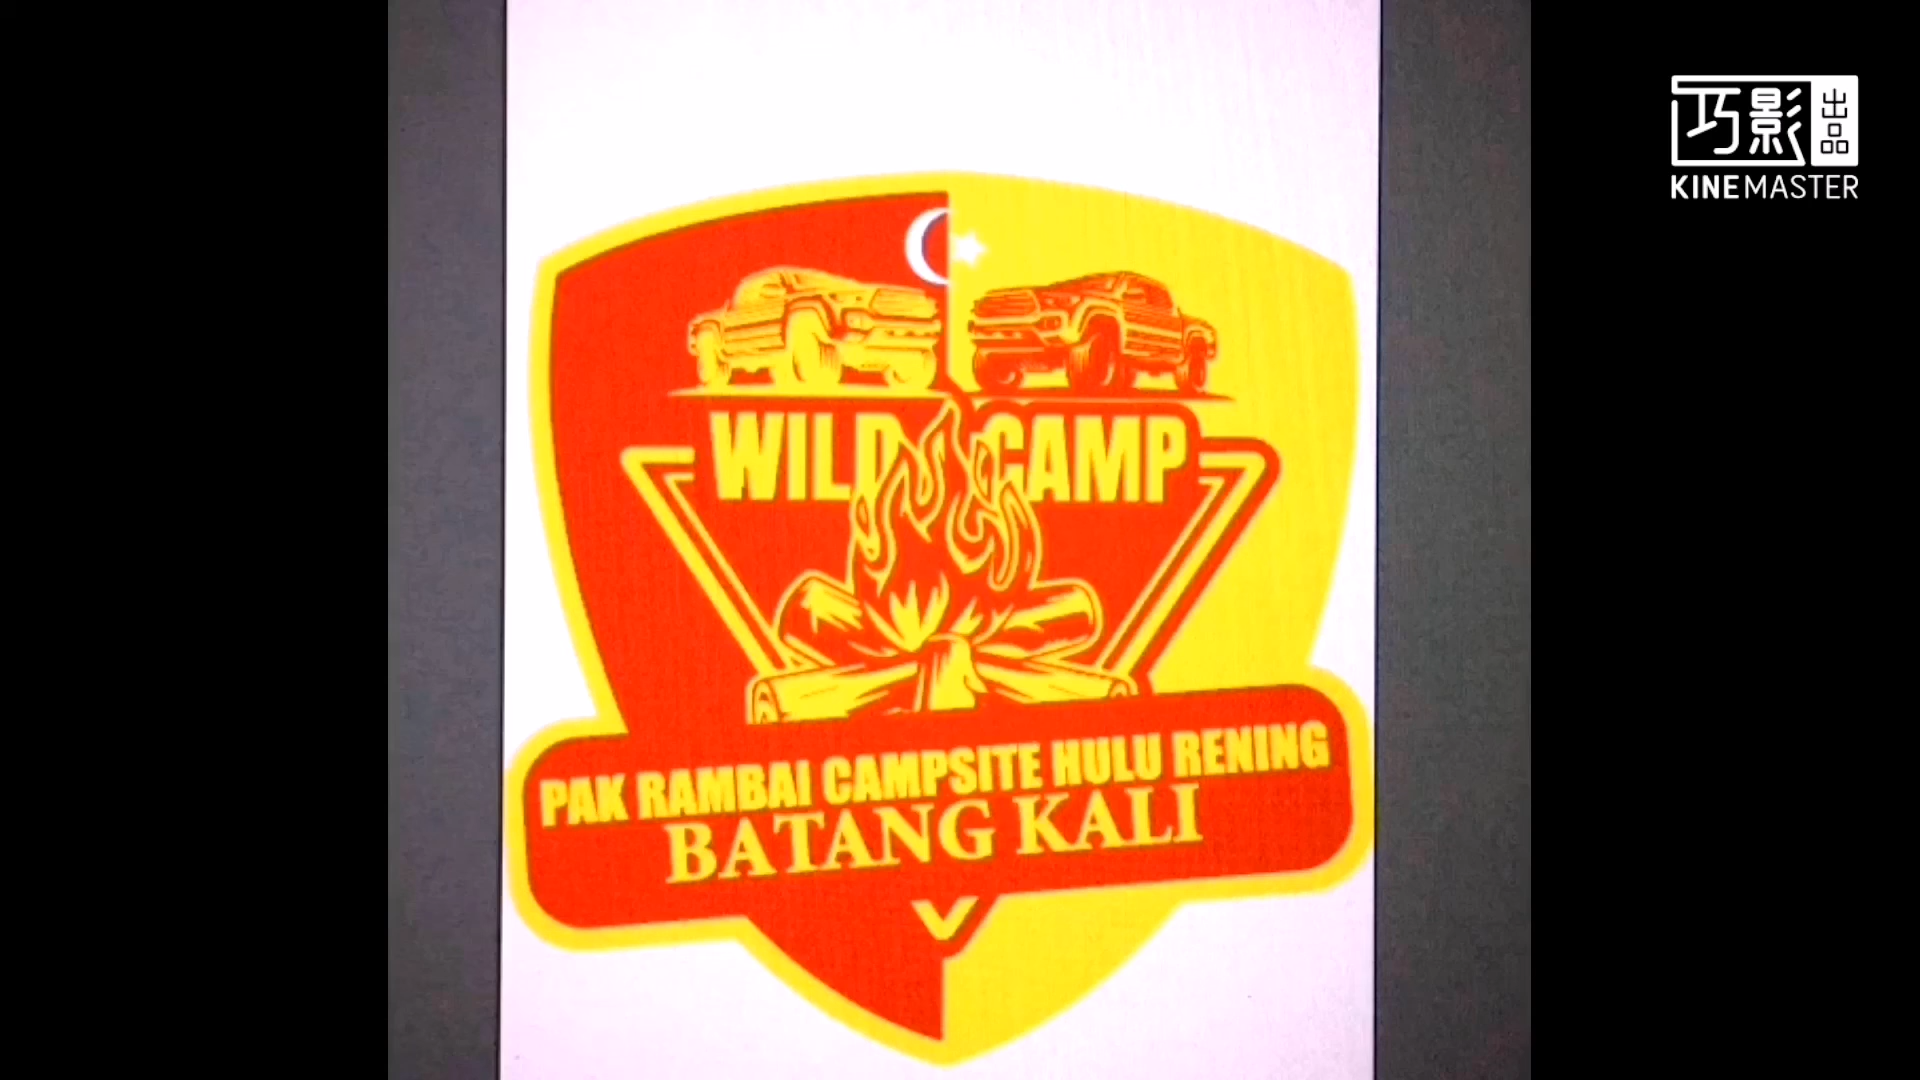 巧影
出品
KINEMASTER
WILD CAMP
PAK RAMBAI CAMPSITE HULU RENING
BATANG KALI